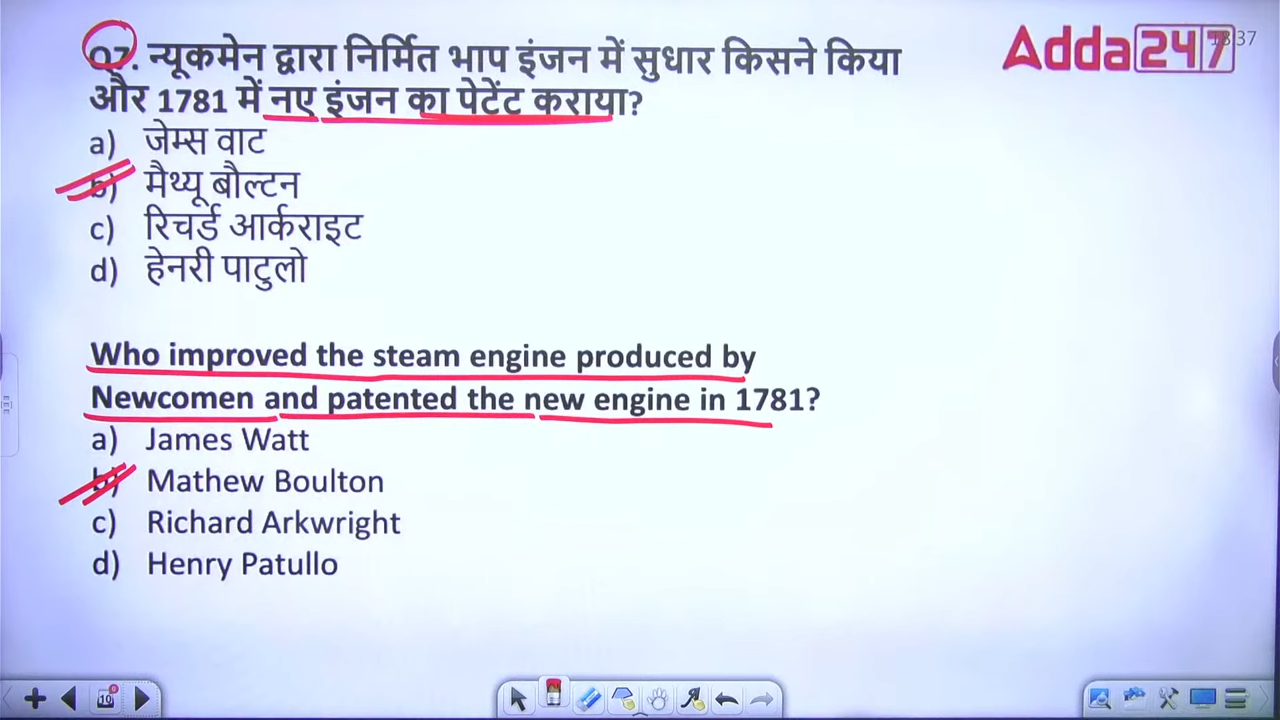 Q7. न्यूकमेन द्वारा निर्मित भाप इंजन में सुधार किसने किया
और 1781 में नए इंजन का पेटेंट कराया?
a) जेम्स वाट
b) मैथ्यू बौल्टन
c) रिचर्ड आर्कराइट
d) हेनरी पाटुलो
Who improved the steam engine produced by
Newcomen and patented the new engine in 1781?
a) James Watt
b) Mathew Boulton
c) Richard Arkwright
d) Henry Patullo
Adda247
10